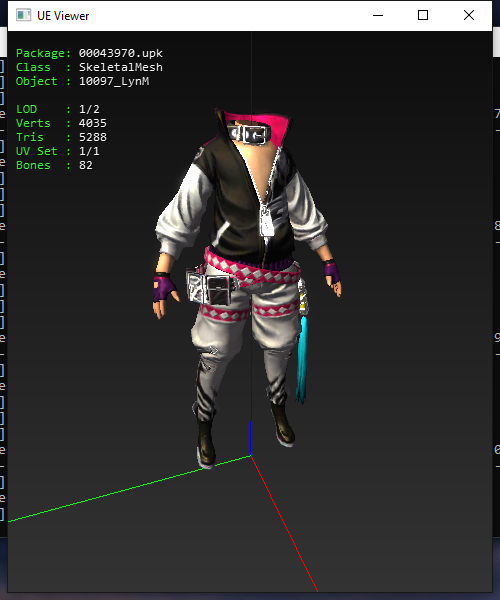 UE Viewer
Package: 00043970.upk
Class  : SkeletalMesh
Object : 10097_LynM
LOD    : 1/2
Verts  : 4035
Tris   : 5288
UV Set : 1/1
Bones  : 82